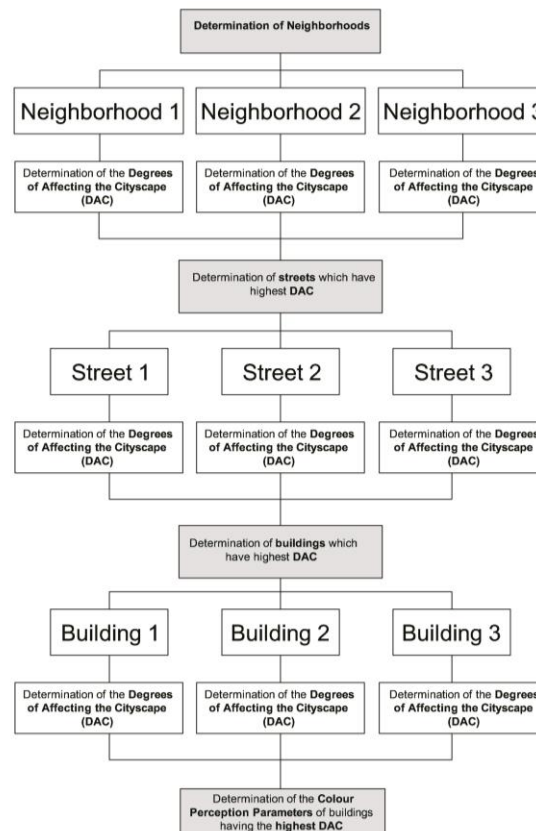 Determination of Neighborhoods
Neighborhood 1
Neighborhood 2
Neighborhood 3
Determination of the Degrees
of Affecting the Cityscape
(DAC)
Determination of the Degrees
of Affecting the Cityscape
(DAC)
Determination of the Degrees
of Affecting the Cityscape
(DAC)
Determination of streets which have
highest DAC
Street 1
Street 2
Street 3
Determination of the Degrees
of Affecting the Cityscape
(DAC)
Determination of the Degrees
of Affecting the Cityscape
(DAC)
Determination of the Degrees
of Affecting the Cityscape
(DAC)
Determination of buildings which
have highest DAC
Building 1
Building 2
Building 3
Determination of the Degrees
of Affecting the Cityscape
(DAC)
Determination of the Degrees
of Affecting the Cityscape
(DAC)
Determination of the Degrees
of Affecting the Cityscape
(DAC)
Determination of the Colour
Perception Parameters of buildings
having the highest DAC